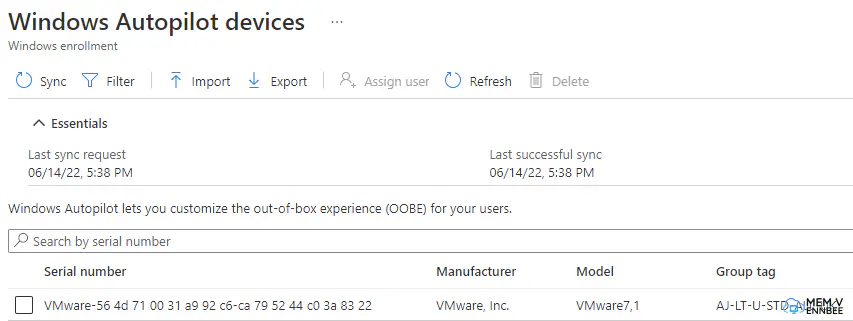 Windows Autopilot devices ...
Windows enrollment
Sync Filter Import Export Assign user Refresh Delete
Essentials
Last sync request Last successful sync
06/14/22, 5:38 PM 06/14/22, 5:38 PM
Windows Autopilot lets you customize the out-of-box experience (OOBE) for your users.
Search by serial number
Serial number Manufacturer Model Group tag
VMware-56 4d 71 00 31 a9 92 c6-ca 79 52 44 c0 3a 83 22 VMware, Inc. VMware7,1 AJ-LT-U-STD
MEM V
ENNBEE